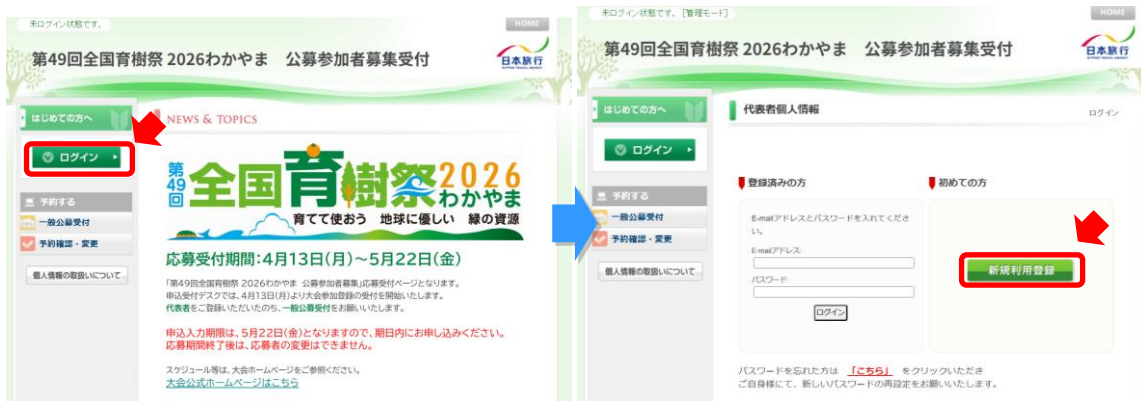 未ログイン状態です。
HOME
第49回全国育樹祭 2026わかやま　公募参加者募集受付
日本旅行
NIPPON TRAVEL AGENCY
はじめての方へ
ログイン
予約する
一般公募受付
予約確認・変更
個人情報の取扱いについて
NEWS & TOPICS
第49回全国育樹祭2026わかやま
育てて使おう　地球に優しい　緑の資源
応募受付期間：4月13日(月)～5月22日(金)
「第49回全国育樹祭 2026わかやま 公募参加者募集」応募受付ページとなります。
申込受付デスクでは、4月13日(月)より大会参加登録の受付を開始いたします。
代表者をご登録いただいたのち、一般公募受付をお願いいたします。
申込入力期限は、5月22日(金)となりますので、期日内にお申し込みください。
応募期間終了後は、応募者の変更はできません。
スケジュール等は、大会ホームページをご参照ください。
大会公式ホームページはこちら
未ログイン状態です。 [管理モード]
HOME
第49回全国育樹祭 2026わかやま　公募参加者募集受付
日本旅行
NIPPON TRAVEL AGENCY
はじめての方へ
ログイン
予約する
一般公募受付
予約確認・変更
個人情報の取扱いについて
代表者個人情報
ログイン
登録済みの方
E-mailアドレスとパスワードを入れてくださ
い。
E-mailアドレス:
パスワード:
ログイン
初めての方
新規利用登録
パスワードを忘れた方は 「こちら」 をクリックいただき
ご自身様にて、新しいパスワードの再設定をお願いいたします。